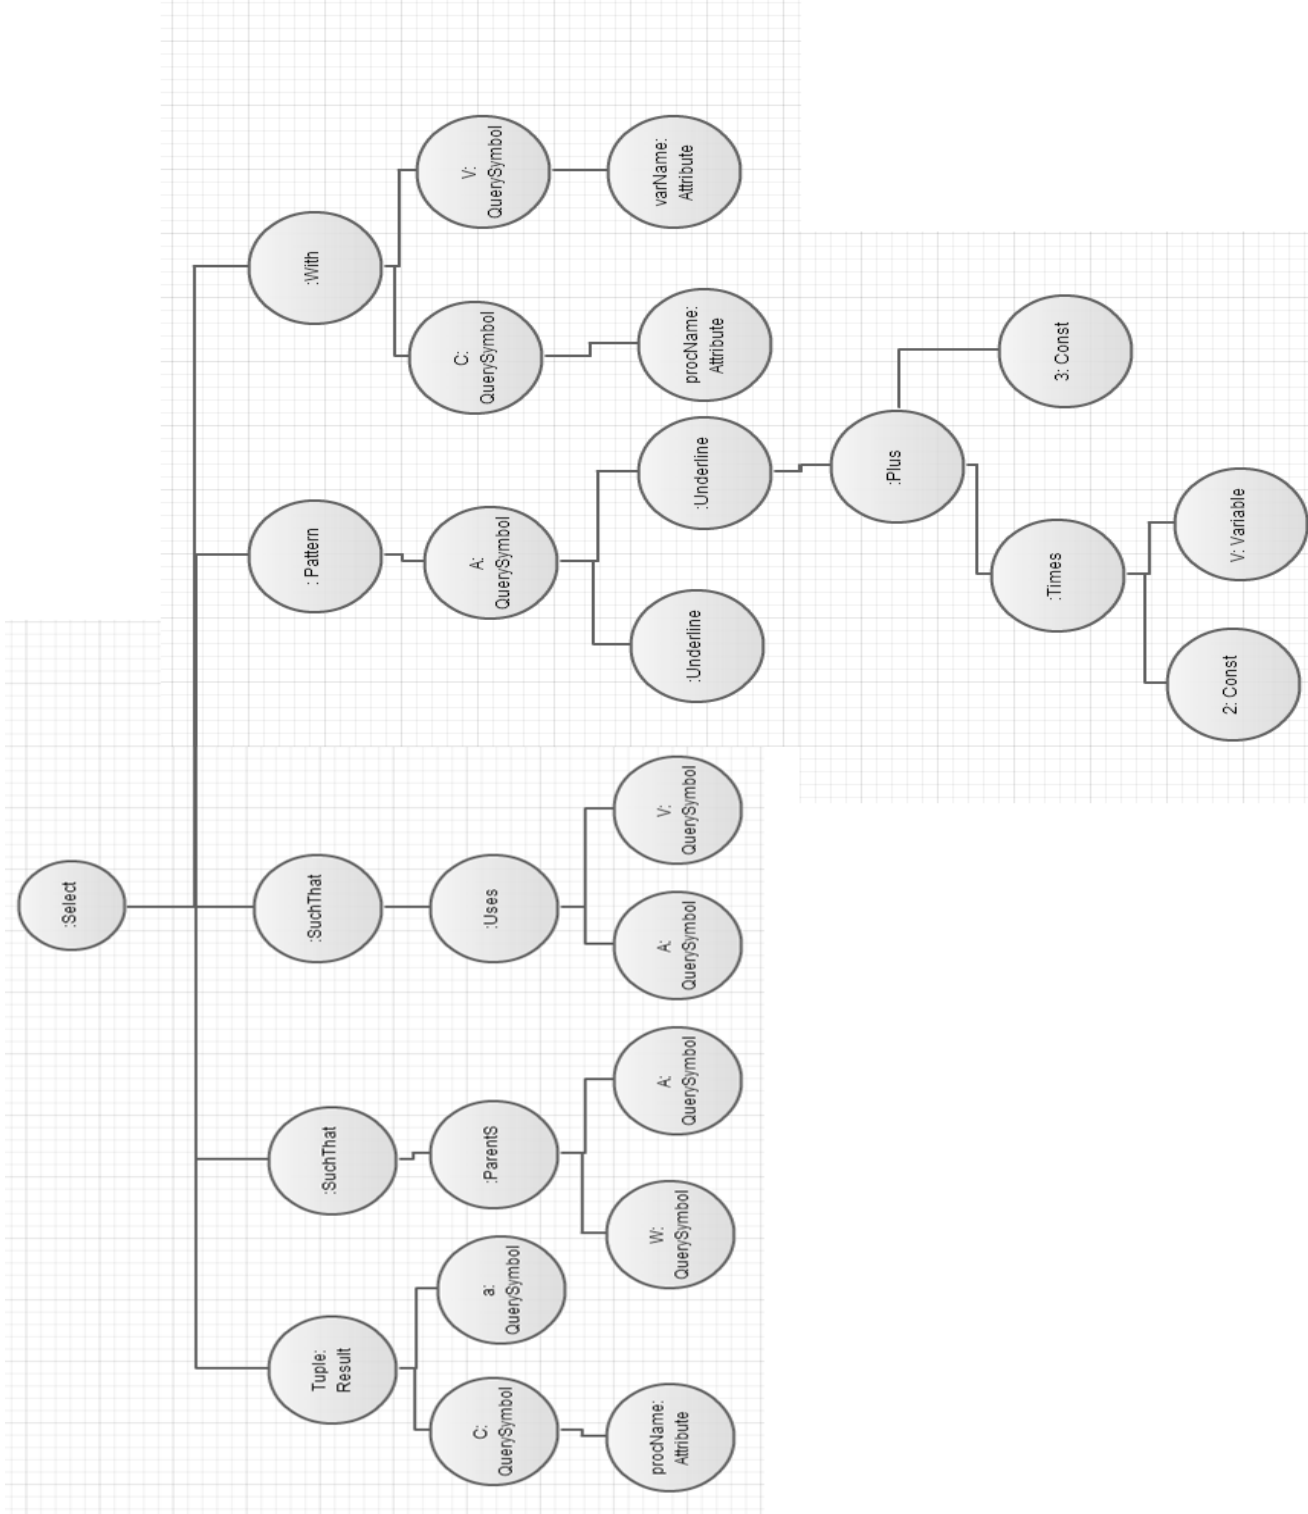 :Select
Tuple:
Result
:SuchThat
:SuchThat
: Pattern
:With
C:
QuerySymbol
a:
QuerySymbol
:ParentS
:Uses
A:
QuerySymbol
C:
QuerySymbol
V:
QuerySymbol
procName:
Attribute
W:
QuerySymbol
A:
QuerySymbol
A:
QuerySymbol
V:
QuerySymbol
:Underline
:Underline
procName:
Attribute
varName:
Attribute
:Plus
:Times
3: Const
2: Const
V: Variable